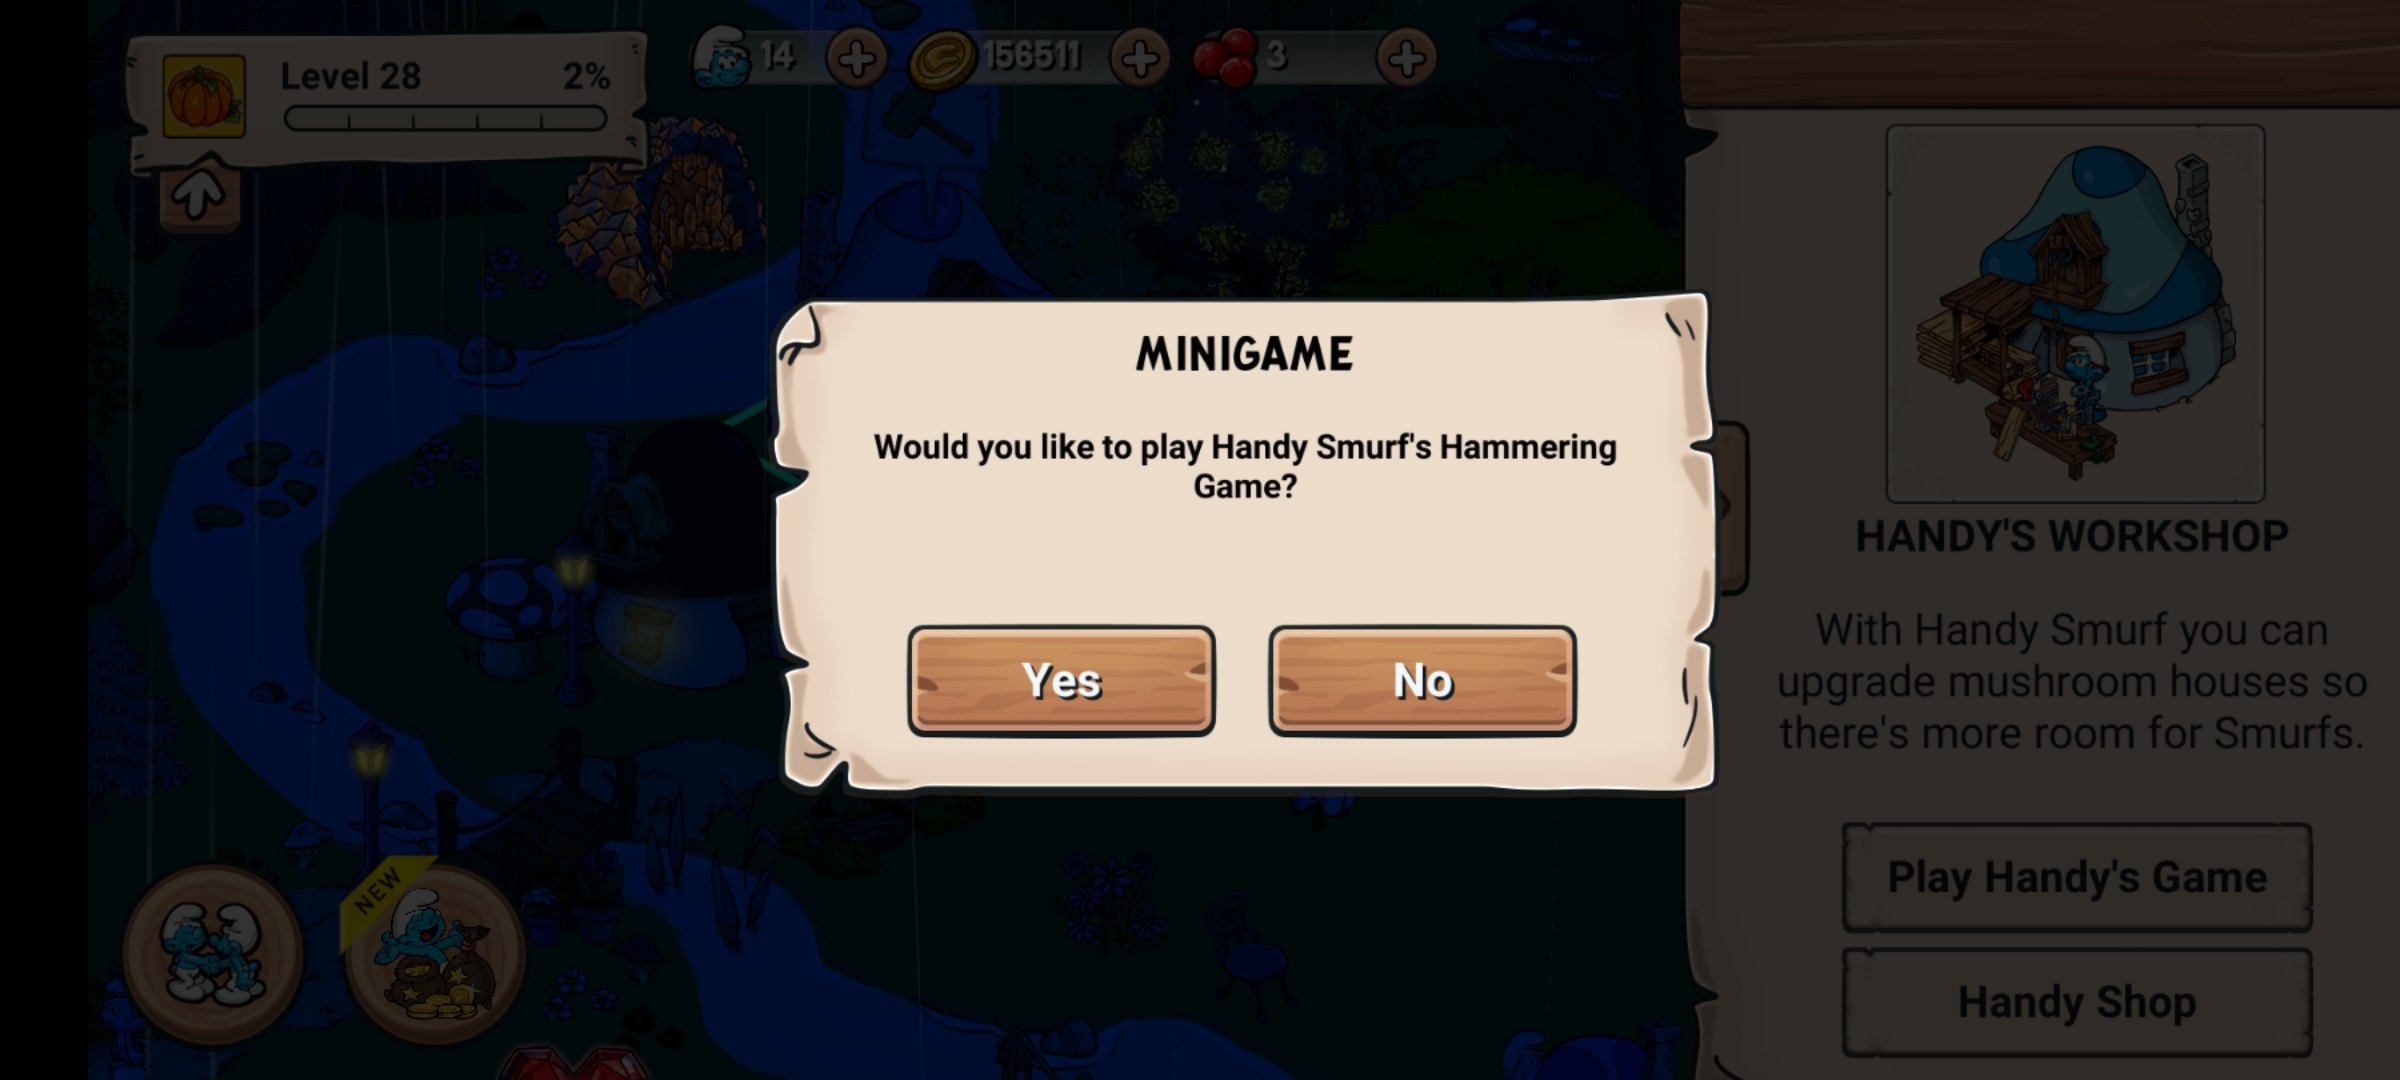 Level 28 2%
14
156511
3
MINIGAME
Would you like to play Handy Smurf's Hammering
Game?
Yes
No
HANDY'S WORKSHOP
With Handy Smurf you can
upgrade mushroom houses so
there's more room for Smurfs.
Play Handy's Game
Handy Shop
NEW